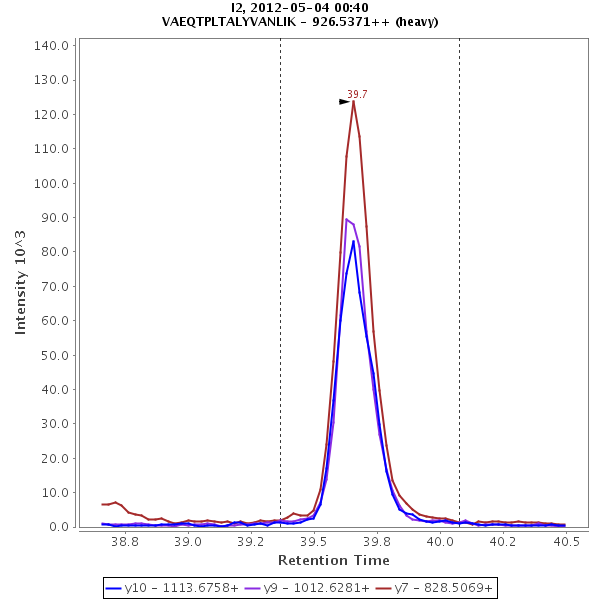 I2, 2012-05-04 00:40
VAEQTPLTALYVANLIK - 926.5371++ (heavy)
140.0
130.0
120.0
110.0
100.0
90.0
80.0
70.0
60.0
50.0
40.0
30.0
20.0
10.0
0.0
Intensity 10^3
39.7
38.8 39.0 39.2 39.5 39.8 40.0 40.2 40.5
Retention Time
y10 - 1113.6758+ y9 - 1012.6281+ y7 - 828.5069+